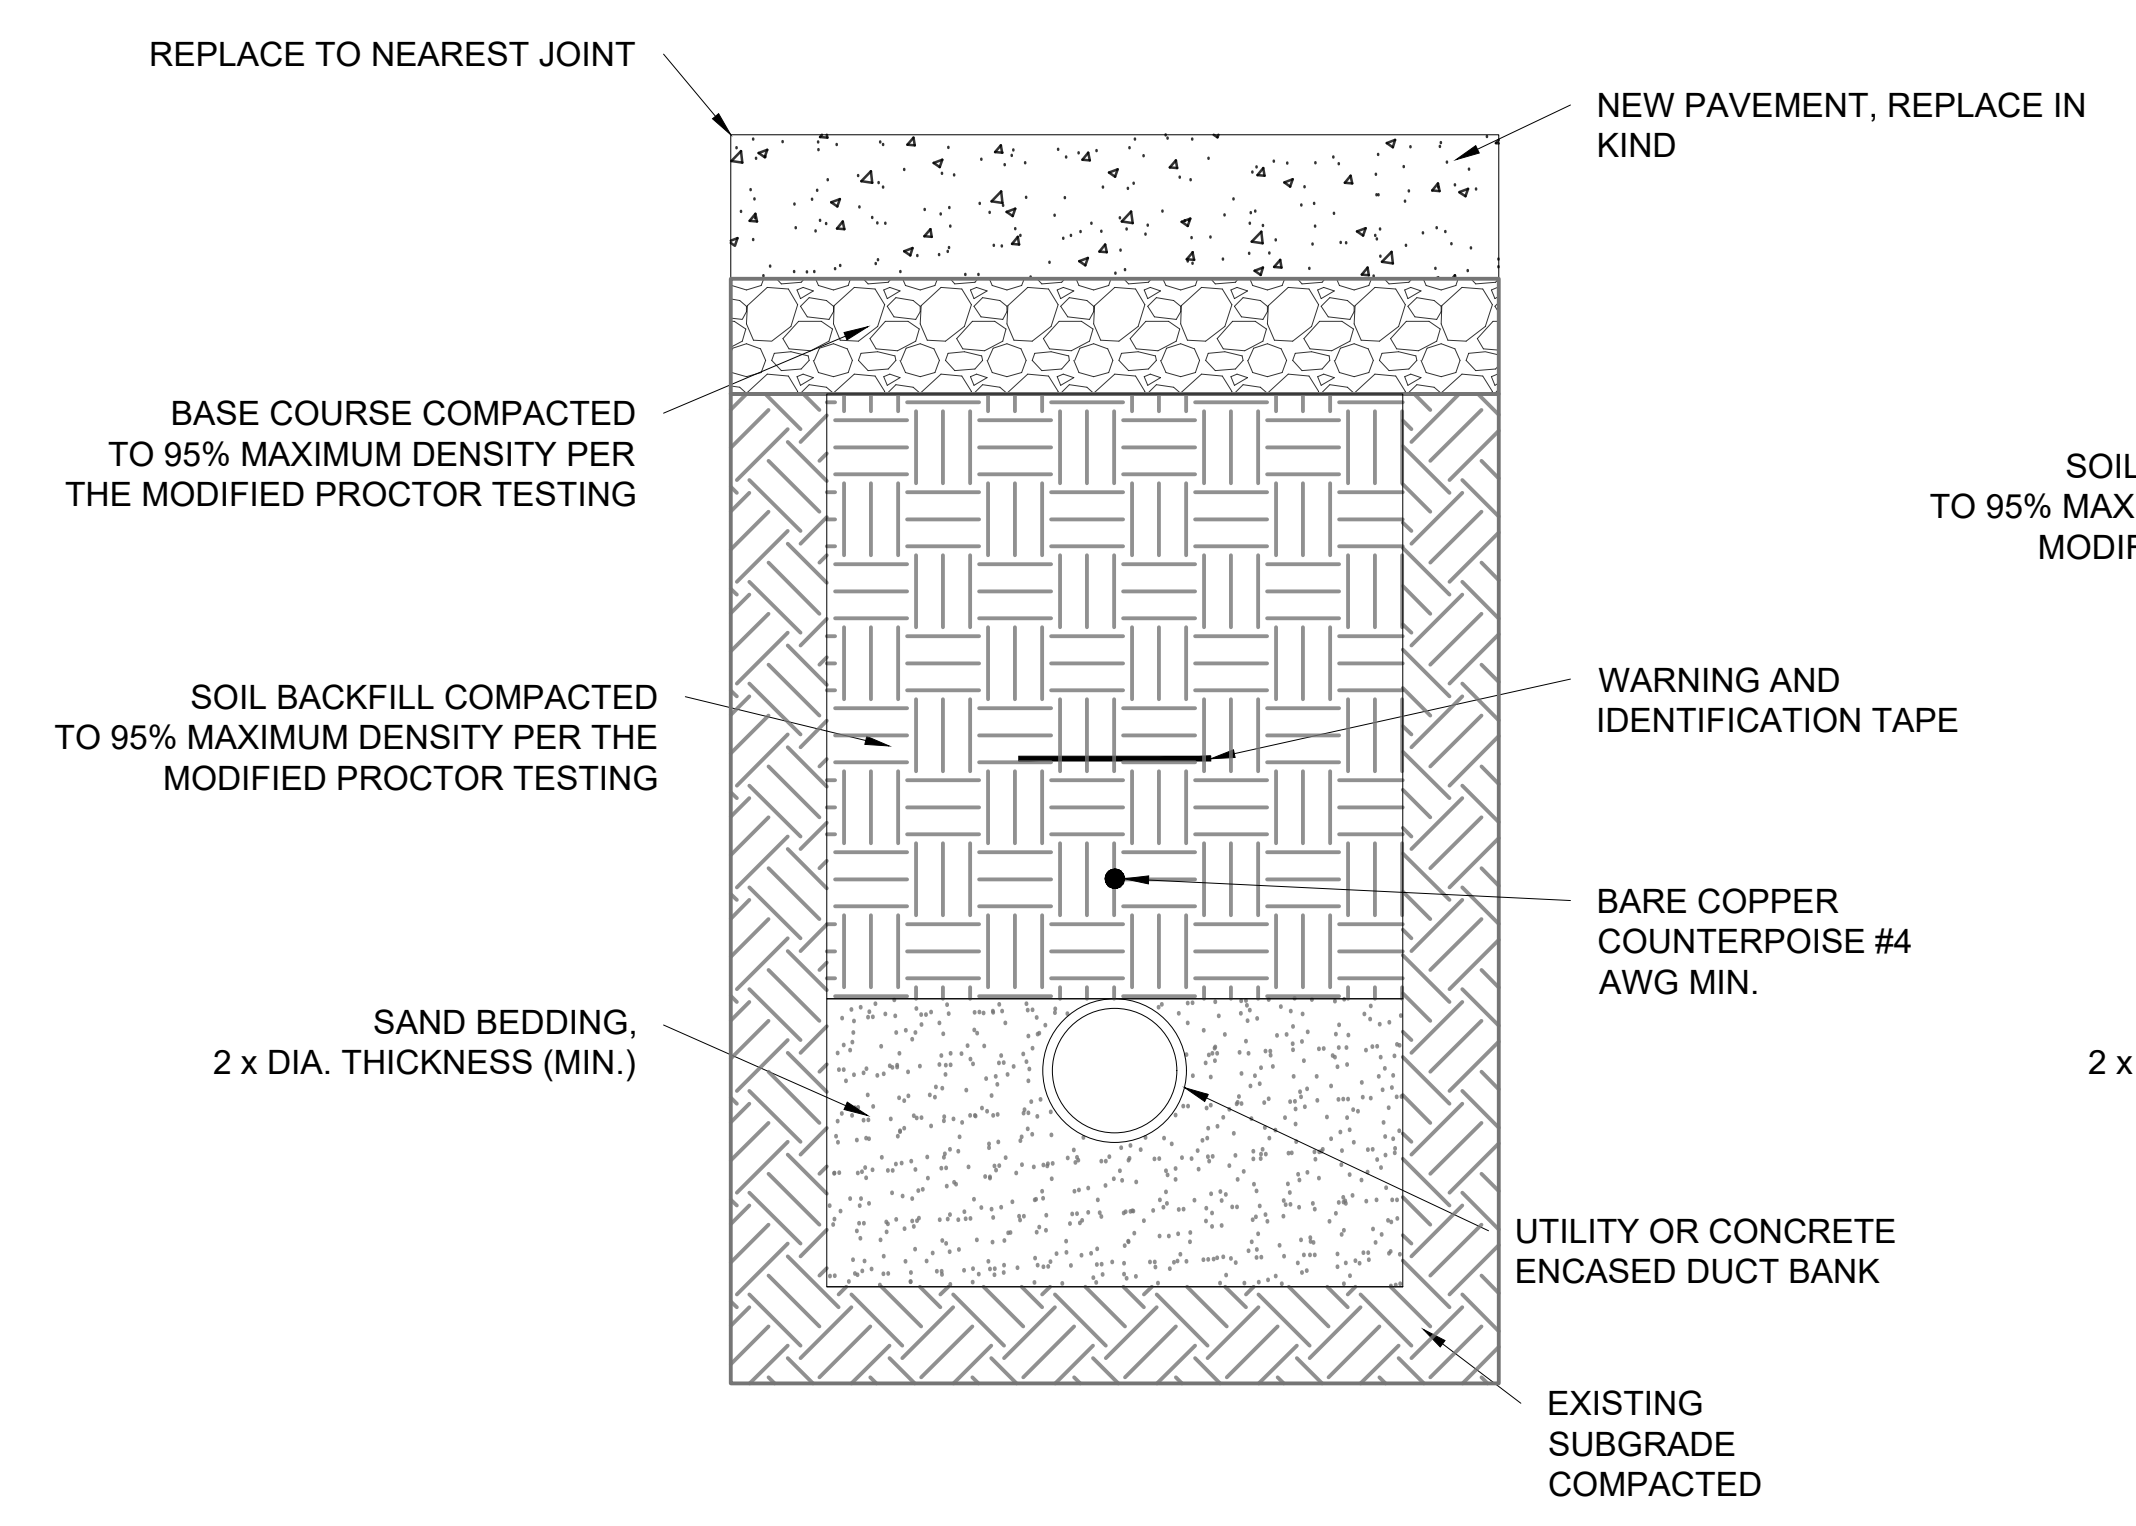 REPLACE TO NEAREST JOINT
NEW PAVEMENT, REPLACE IN
KIND
BASE COURSE COMPACTED
TO 95% MAXIMUM DENSITY PER
THE MODIFIED PROCTOR TESTING
SOIL
TO 95% MAX
MODIF
SOIL BACKFILL COMPACTED
TO 95% MAXIMUM DENSITY PER THE
MODIFIED PROCTOR TESTING
WARNING AND
IDENTIFICATION TAPE
BARE COPPER
COUNTERPOISE #4
AWG MIN.
SAND BEDDING,
2 x DIA. THICKNESS (MIN.)
2 x
UTILITY OR CONCRETE
ENCASED DUCT BANK
EXISTING
SUBGRADE
COMPACTED